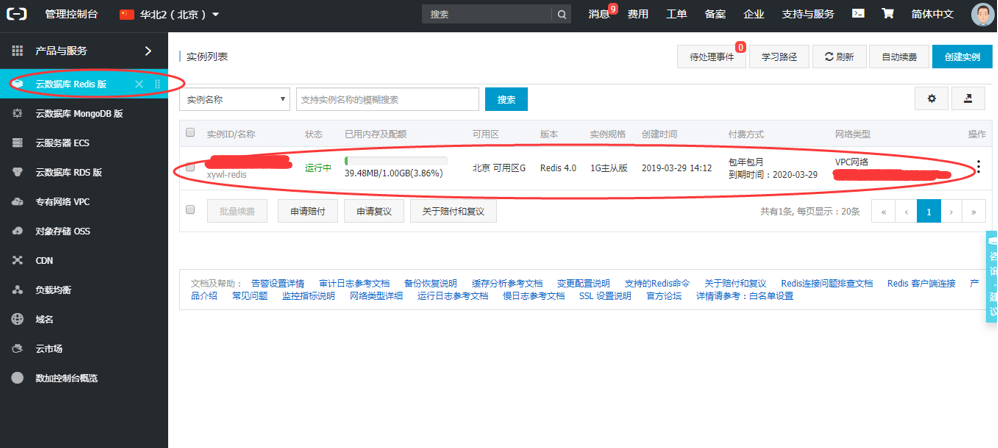 管理控制台 华北2（北京） 搜索 消息 9 费用 工单 备案 企业 支持与服务 简体中文
产品与服务
云数据库 Redis 版
云数据库 MongoDB 版
云服务器 ECS
云数据库 RDS 版
专有网络 VPC
对象存储 OSS
CDN
负载均衡
域名
云市场
数加控制台概览
实例列表 待处理事件 0 学习路径 刷新 自动续费 创建实例
实例名称 支持实例名称的模糊搜索 搜索
实例ID/名称 状态 已用内存及配额 可用区 版本 实例规格 创建时间 付费方式 网络类型 操作
xywl-redis 运行中 39.48MB/1.00GB(3.86%) 北京 可用区G Redis 4.0 1G主从版 2019-03-29 14:12 包年包月 VPC网络
到期时间：2020-03-29
批量续费 申请赔付 申请复议 关于赔付和复议 共有1条, 每页显示：20条 « ‹ 1 › »
文档及帮助： 告警设置详情 审计日志参考文档 备份恢复说明 缓存分析参考文档 变更配置说明 支持的Redis命令 关于赔付和复议 Redis连接问题排查文档 Redis 客户端连接 产
品介绍 常见问题 监控指标说明 网络类型详细 运行日志参考文档 慢日志参考文档 SSL 设置说明 官方论坛 详情请参考：白名单设置
咨询·建议